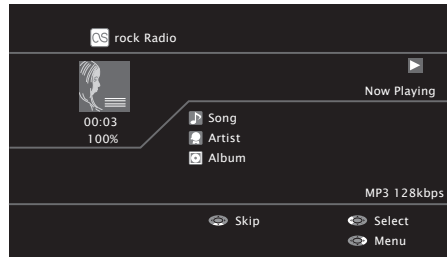 OS rock Radio
Now Playing
00:03
100%
Song
Artist
Album
MP3 128kbps
Skip
Select
Menu